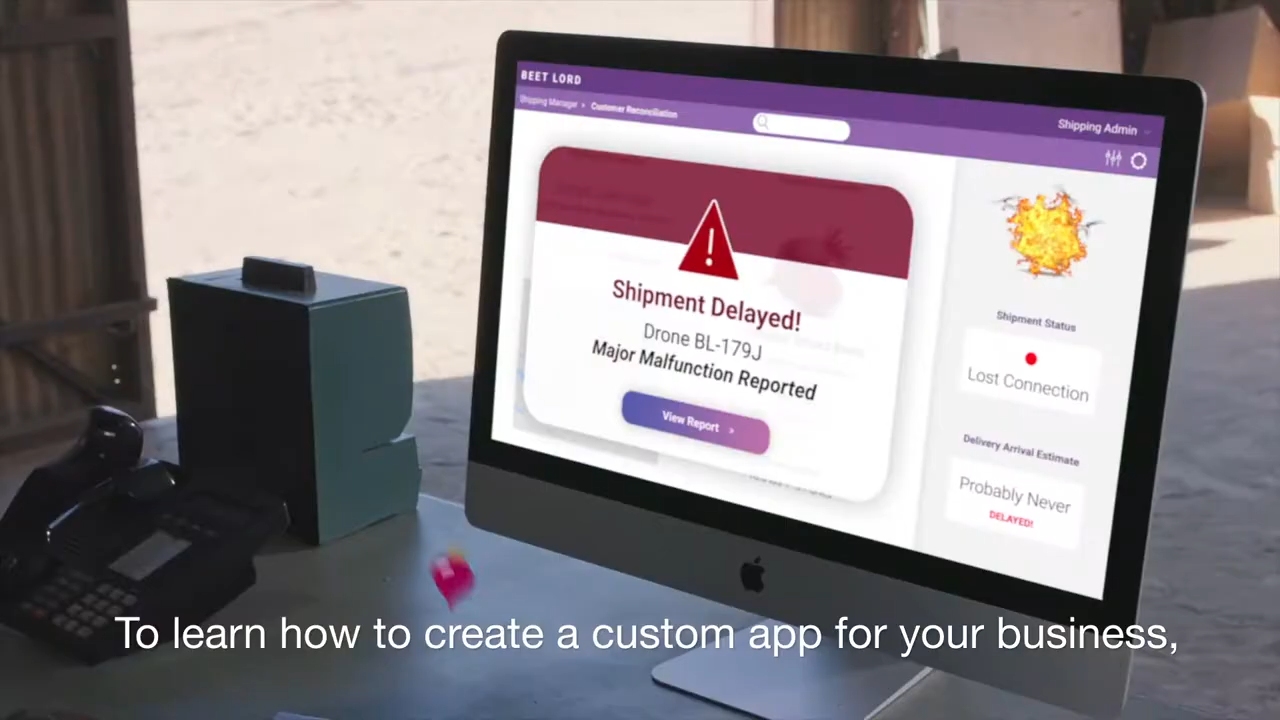 BEET LORD
Shipping Manager > Customer Reconciliation
Shipping Admin
Shipment Delayed!
Drone BL-179J
Major Malfunction Reported
View Report >
Shipment Status
Lost Connection
Delivery Arrival Estimate
Probably Never
DELAYED!
To learn how to create a custom app for your business,